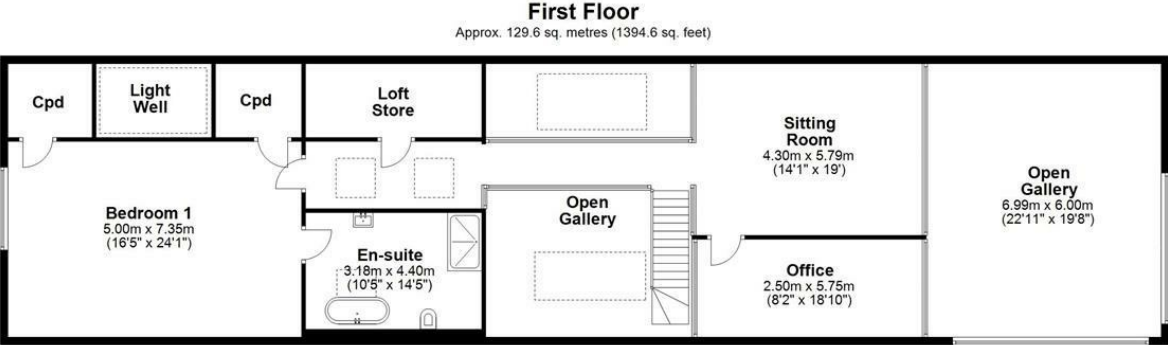 First Floor
Approx. 129.6 sq. metres (1394.6 sq. feet)
Cpd
Light
Well
Cpd
Loft
Store
Sitting
Room
4.30m x 5.79m
(14'1" x 19')
Open
Gallery
6.99m x 6.00m
(22'11" x 19'8")
Bedroom 1
5.00m x 7.35m
(16'5" x 24'1")
Open
Gallery
En-suite
3.18m x 4.40m
(10'5" x 14'5")
Office
2.50m x 5.75m
(8'2" x 18'10")